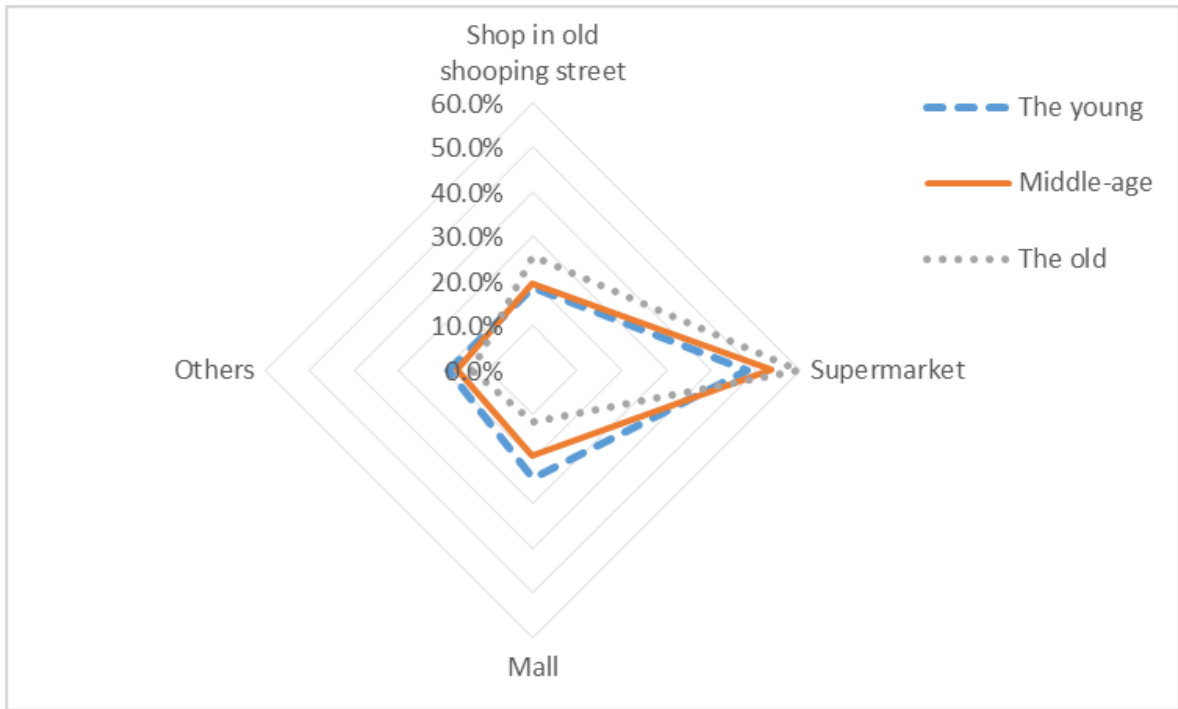 Shop in old
shooping street
60.0%
50.0%
40.0%
30.0%
20.0%
10.0%
0.0%
The young
Middle-age
The old
Others
Supermarket
Mall